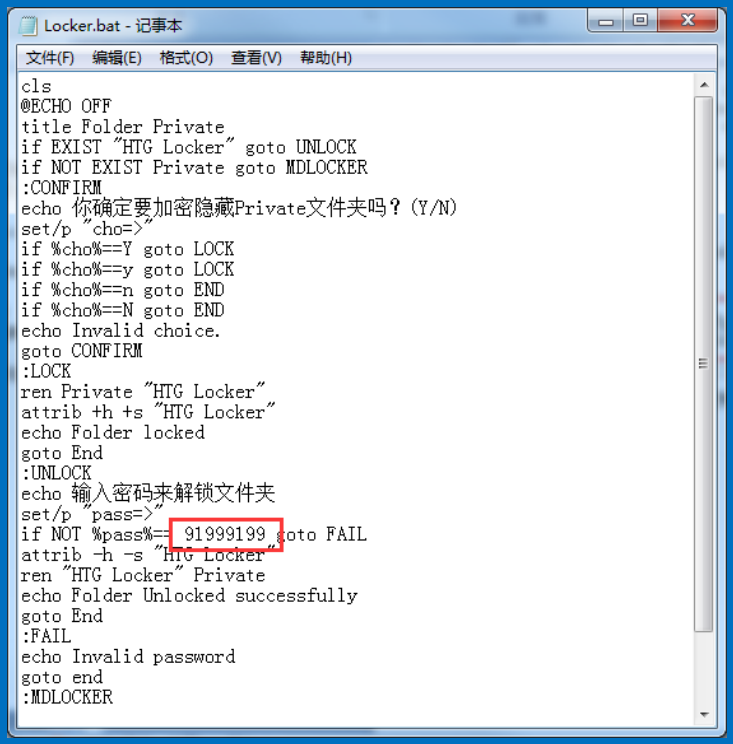 Locker.bat - 记事本
文件(F) 编辑(E) 格式(O) 查看(V) 帮助(H)
cls
@ECHO OFF
title Folder Private
if EXIST "HTG Locker" goto UNLOCK
if NOT EXIST Private goto MDLOCKER
:CONFIRM
echo 你确定要加密隐藏Private文件夹吗？(Y/N)
set/p "cho=>"
if %cho%==Y goto LOCK
if %cho%==y goto LOCK
if %cho%==n goto END
if %cho%==N goto END
echo Invalid choice.
goto CONFIRM
:LOCK
ren Private "HTG Locker"
attrib +h +s "HTG Locker"
echo Folder locked
goto End
:UNLOCK
echo 输入密码来解锁文件夹
set/p "pass=>"
if NOT %pass%== 91999199 goto FAIL
attrib -h -s "HTG Locker"
ren "HTG Locker" Private
echo Folder Unlocked successfully
goto End
:FAIL
echo Invalid password
goto end
:MDLOCKER